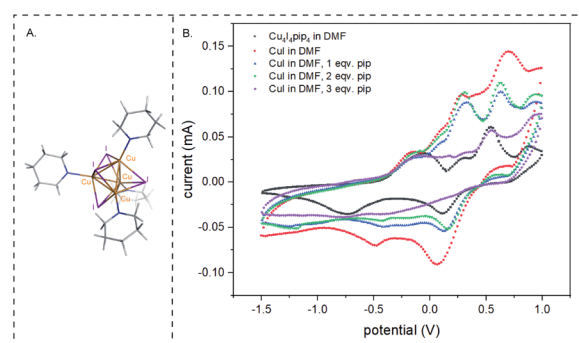 A.
Cu
I
I
Cu
Cu
I
Cu
I
B.
Cu₄I₄pip₄ in DMF
CuI in DMF
CuI in DMF, 1 eqv. pip
CuI in DMF, 2 eqv. pip
CuI in DMF, 3 eqv. pip
current (mA)
0.15
0.10
0.05
0.00
-0.05
-0.10
-1.5 -1.0 -0.5 0.0 0.5 1.0
potential (V)